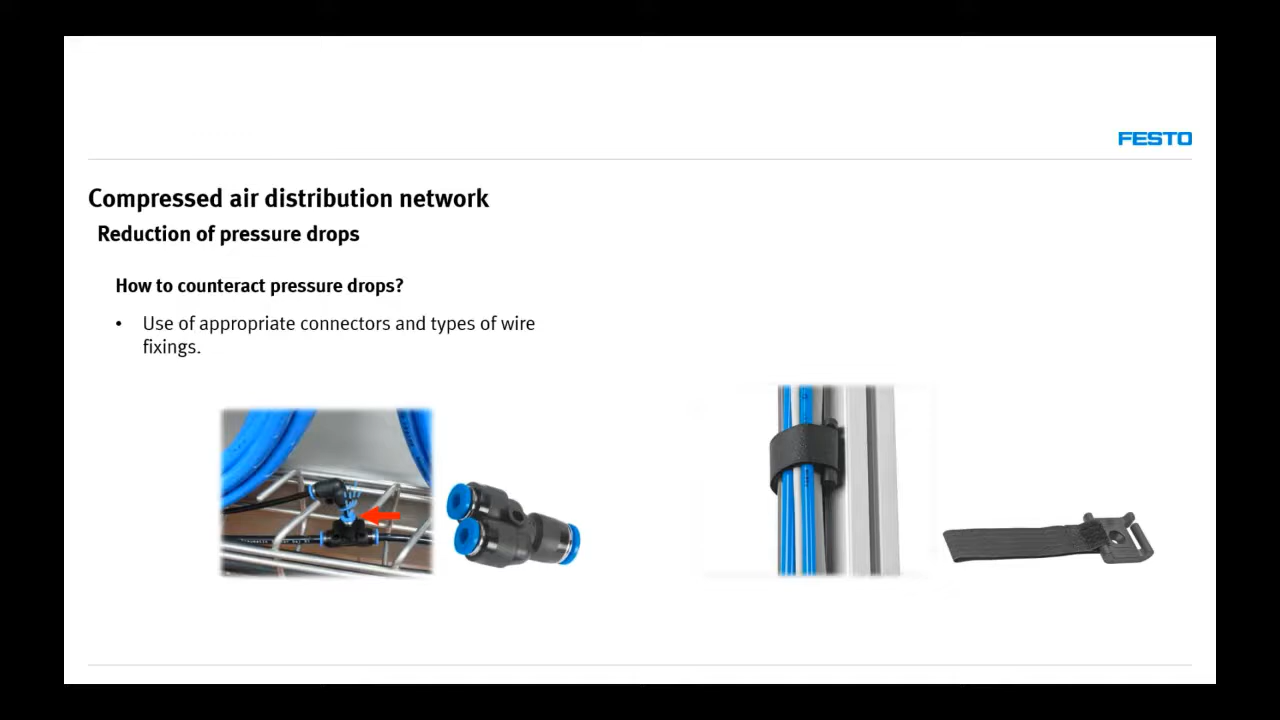 FESTO
Compressed air distribution network
Reduction of pressure drops
How to counteract pressure drops?
• Use of appropriate connectors and types of wire
fixings.